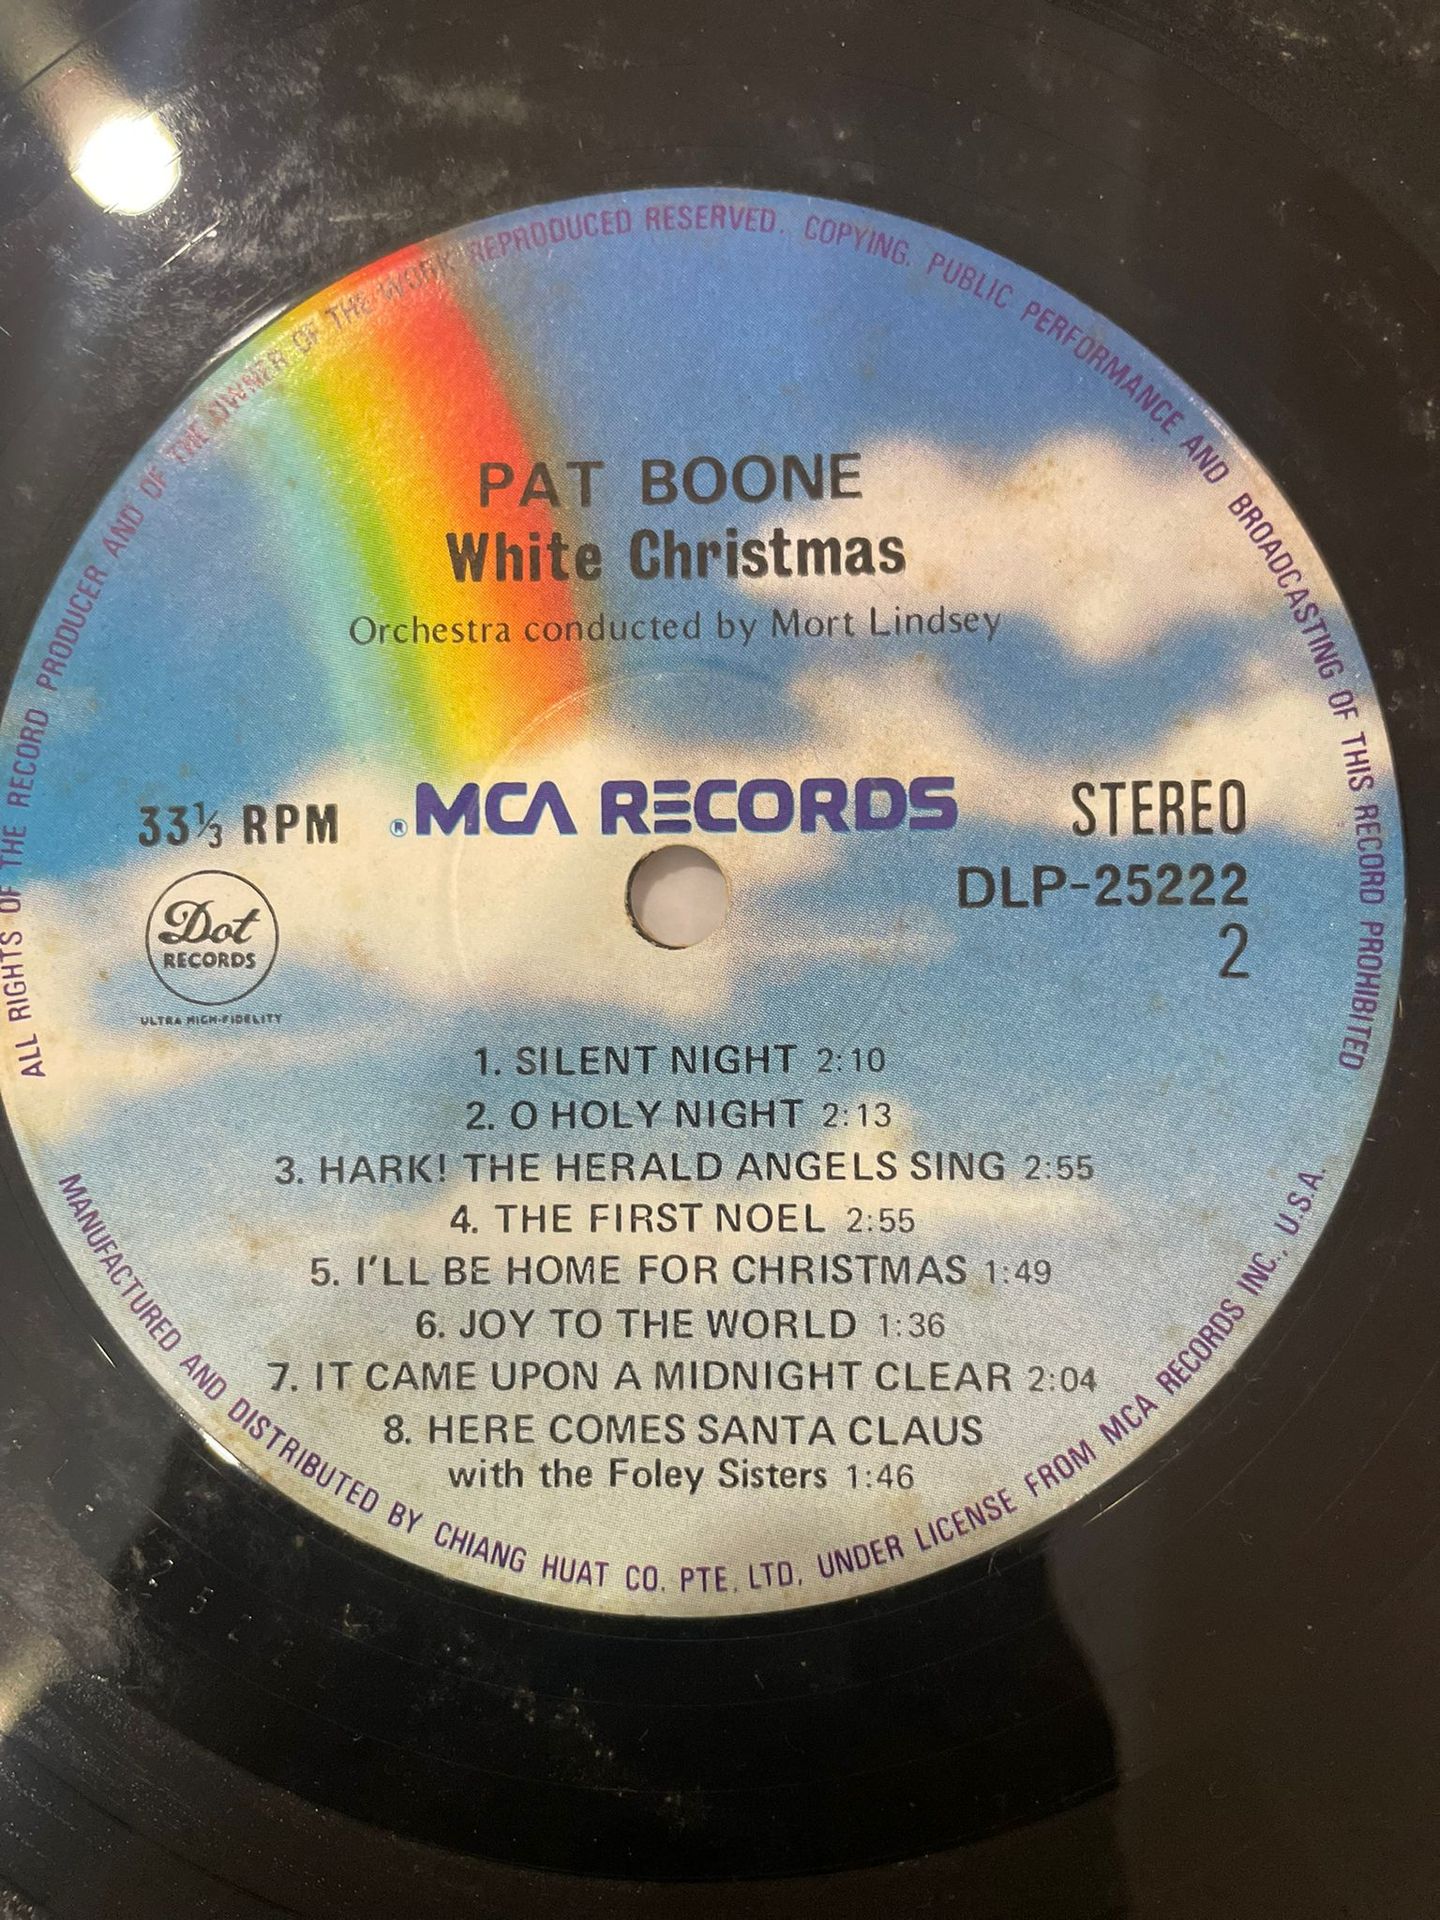 ALL RIGHTS OF THE RECORD PRODUCER AND OF THE OWNER OF THE WORK REPRODUCED RESERVED. COPYING. PUBLIC PERFORMANCE AND BROADCASTING OF THIS RECORD PROHIBITED
PAT BOONE
White Christmas
Orchestra conducted by Mort Lindsey
33⅓ RPM
® MCA RECORDS
STEREO
DLP-25222
2
Dot
RECORDS
ULTRA HIGH-FIDELITY
1. SILENT NIGHT 2:10
2. O HOLY NIGHT 2:13
3. HARK! THE HERALD ANGELS SING 2:55
4. THE FIRST NOEL 2:55
5. I'LL BE HOME FOR CHRISTMAS 1:49
6. JOY TO THE WORLD 1:36
7. IT CAME UPON A MIDNIGHT CLEAR 2:04
8. HERE COMES SANTA CLAUS
with the Foley Sisters 1:46
MANUFACTURED AND DISTRIBUTED BY CHIANG HUAT CO. PTE. LTD. UNDER LICENSE FROM MCA RECORDS INC., U.S.A.